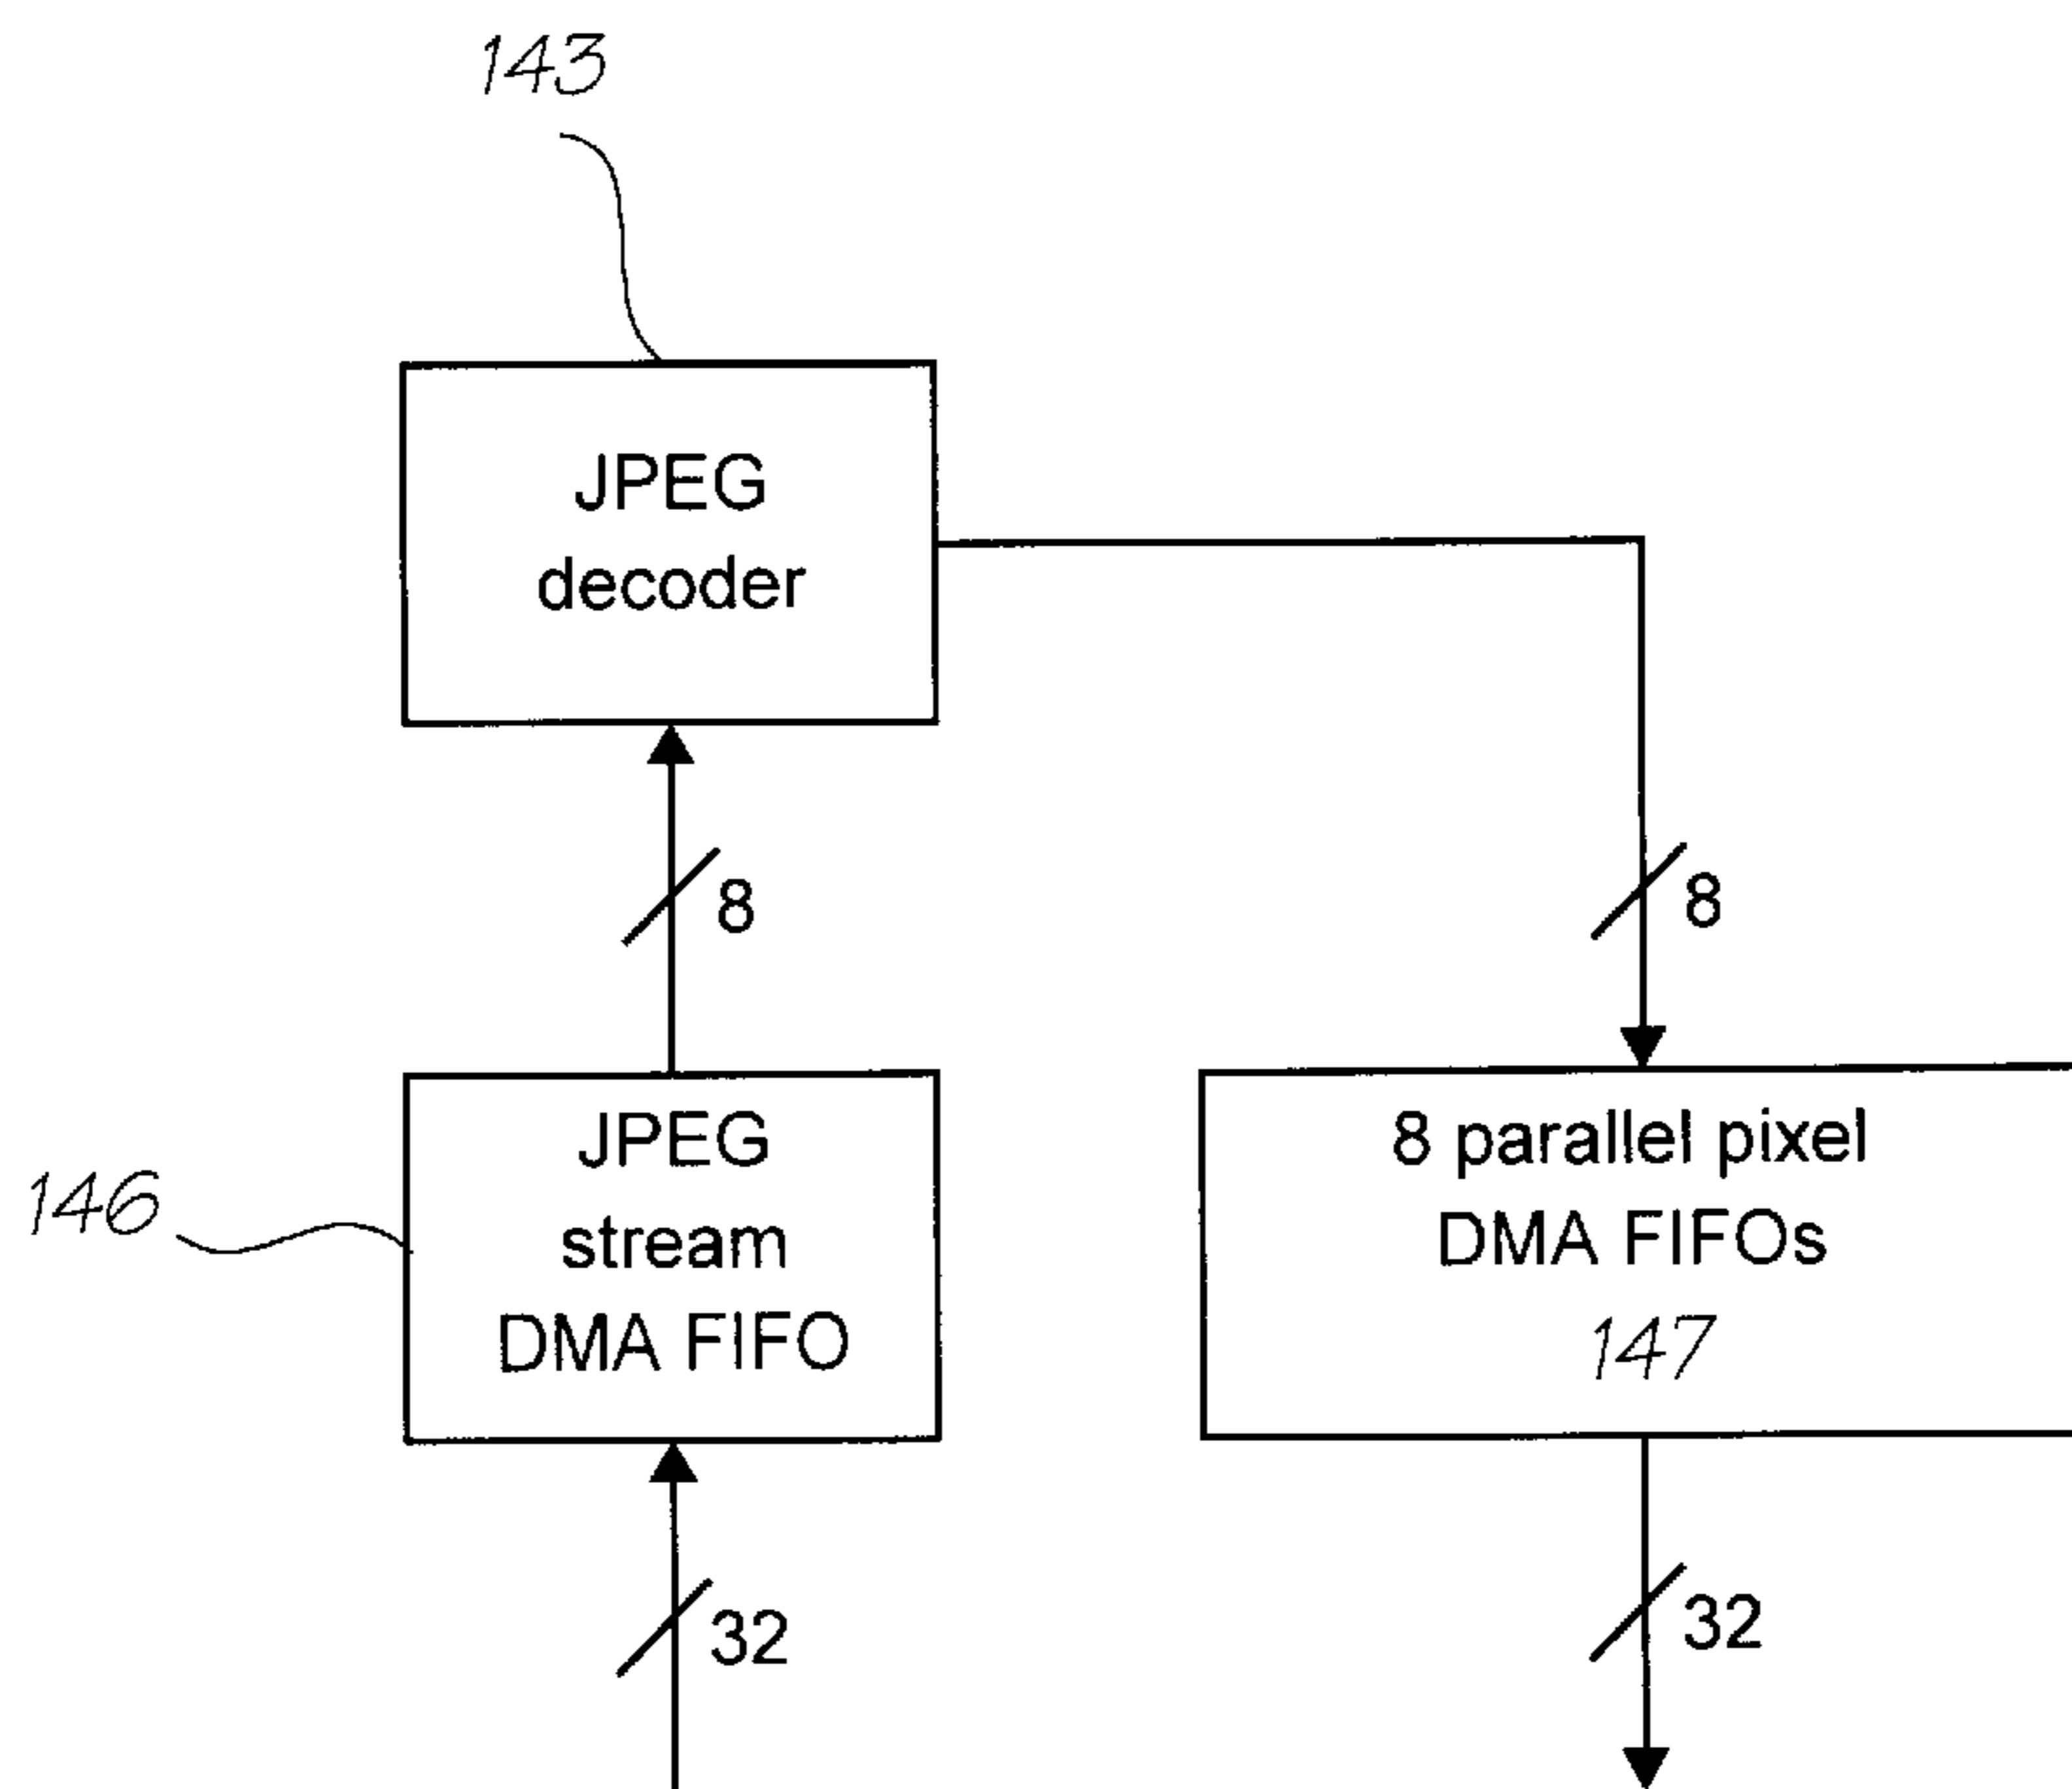 143
JPEG
decoder
8
8
JPEG
stream
DMA FIFO
146
8 parallel pixel
DMA FIFOs
147
32
32